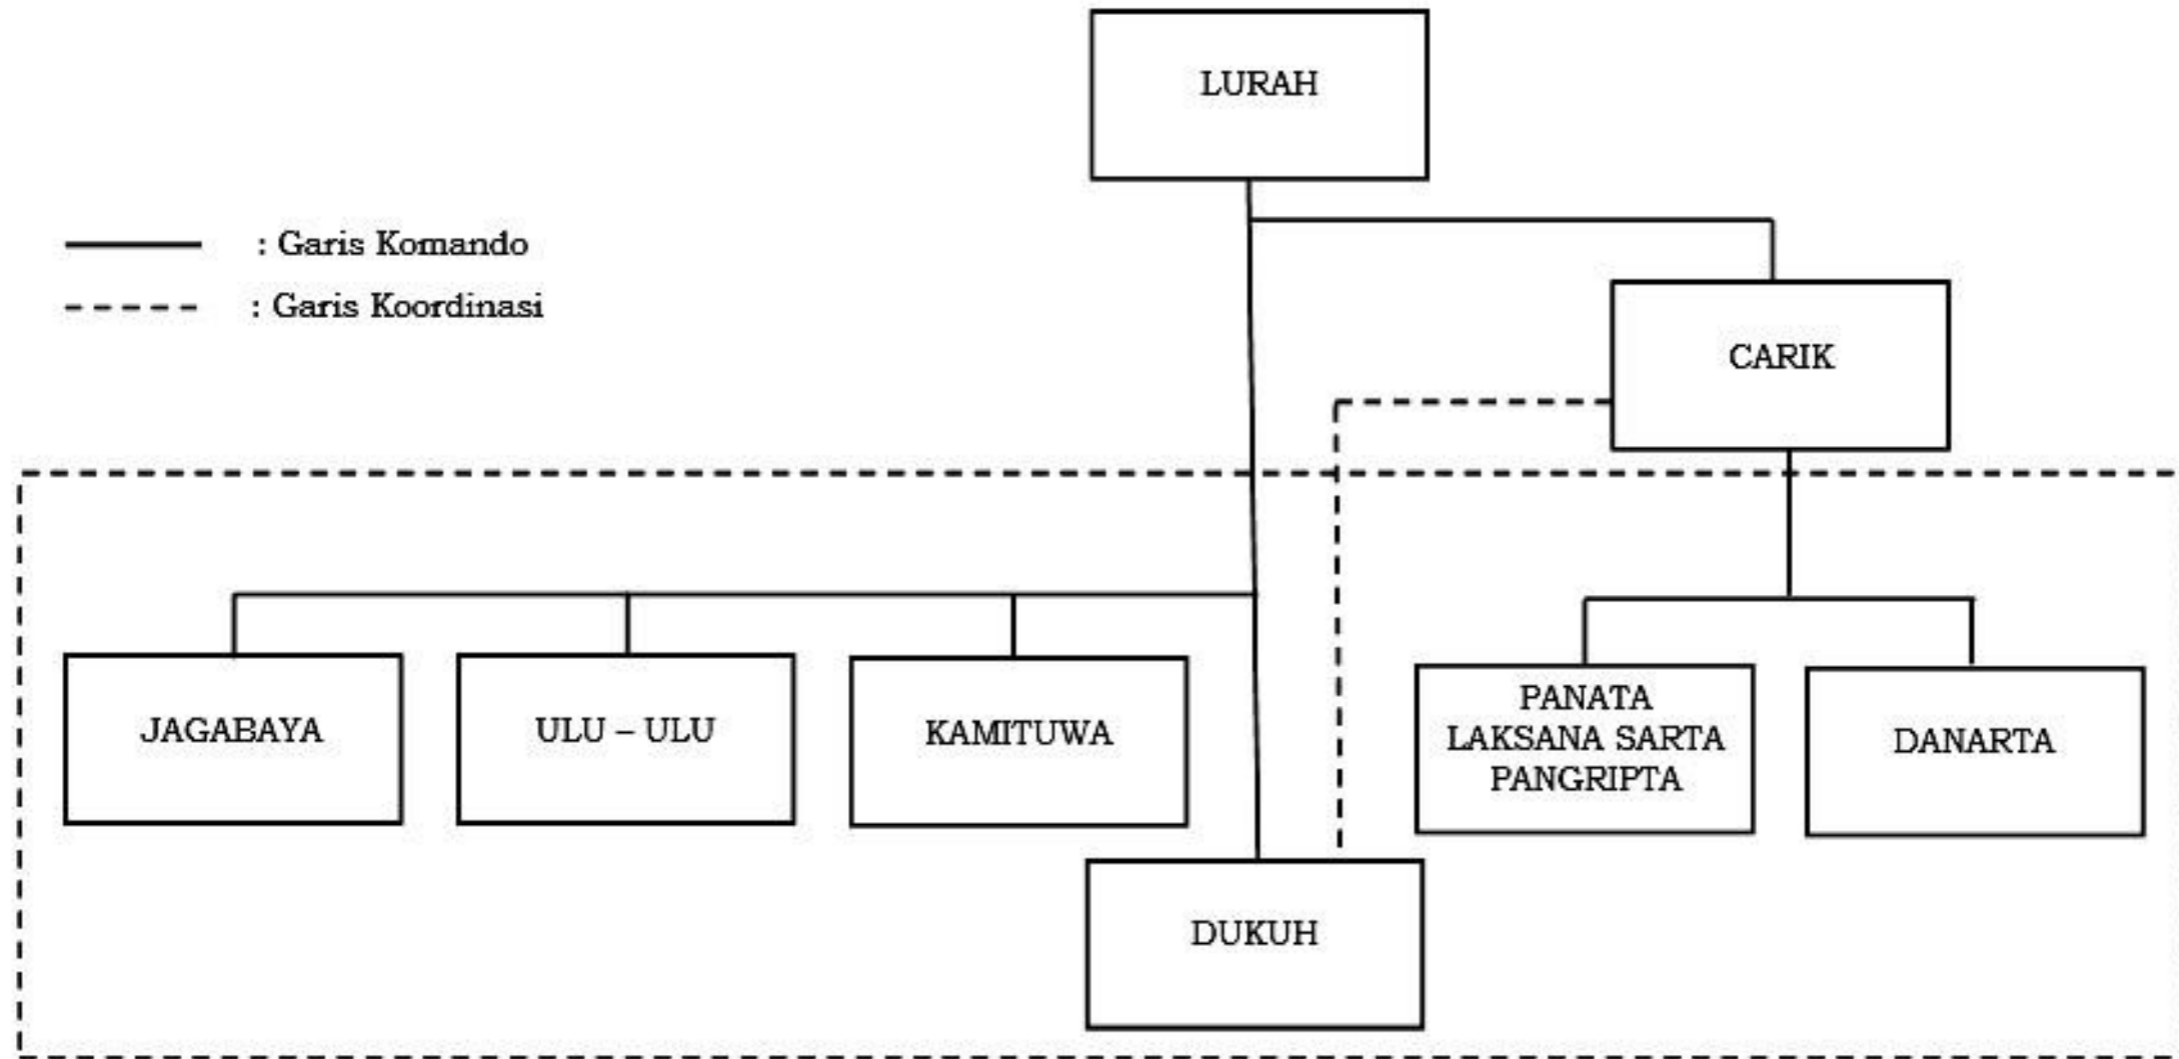 LURAH
: Garis Komando
: Garis Koordinasi
CARIK
JAGABAYA
ULU – ULU
KAMITUWA
PANATA
LAKSANA SARTA
PANGRIPTA
DANARTA
DUKUH